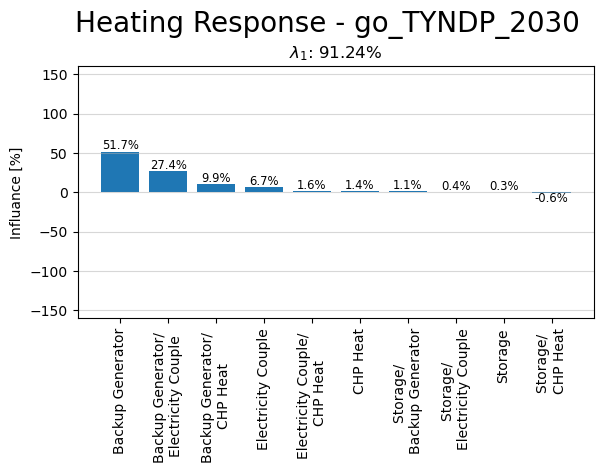 Heating Response - go_TYNDP_2030
λ₁: 91.24%
Influance [%]
150
100
50
0
−50
−100
−150
51.7%
27.4%
9.9%
6.7%
1.6%
1.4%
1.1%
0.4%
0.3%
-0.6%
Backup Generator
Backup Generator/
Electricity Couple
Backup Generator/
CHP Heat
Electricity Couple
Electricity Couple/
CHP Heat
CHP Heat
Storage/
Backup Generator
Storage/
Electricity Couple
Storage
Storage/
CHP Heat